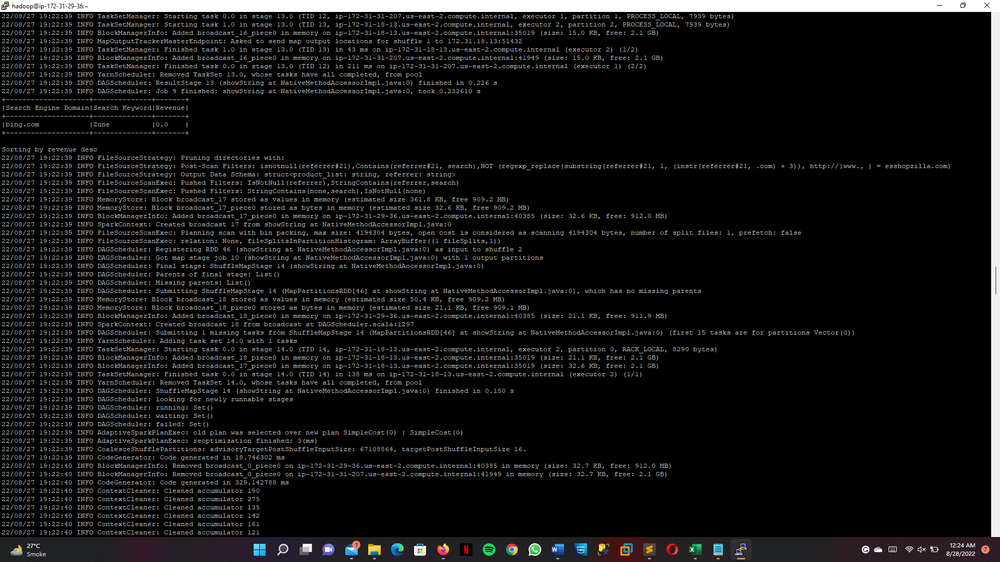 hadoop@ip-172-31-29-36:~
22/08/27 19:22:39 INFO TaskSetManager: Starting task 0.0 in stage 13.0 (TID 12, ip-172-31-31-207.us-east-2.compute.internal, executor 1, partition 1, PROCESS_LOCAL, 7939 bytes)
22/08/27 19:22:39 INFO TaskSetManager: Starting task 1.0 in stage 13.0 (TID 13, ip-172-31-18-13.us-east-2.compute.internal, executor 2, partition 2, PROCESS_LOCAL, 7939 bytes)
22/08/27 19:22:39 INFO BlockManagerInfo: Added broadcast_16_piece0 in memory on ip-172-31-18-13.us-east-2.compute.internal:35019 (size: 15.0 KB, free: 2.1 GB)
22/08/27 19:22:39 INFO MapOutputTrackerMasterEndpoint: Asked to send map output locations for shuffle 1 to 172.31.18.13:51432
22/08/27 19:22:39 INFO TaskSetManager: Finished task 1.0 in stage 13.0 (TID 13) in 43 ms on ip-172-31-18-13.us-east-2.compute.internal (executor 2) (1/2)
22/08/27 19:22:39 INFO BlockManagerInfo: Added broadcast_16_piece0 in memory on ip-172-31-31-207.us-east-2.compute.internal:41949 (size: 15.0 KB, free: 2.1 GB)
22/08/27 19:22:39 INFO TaskSetManager: Finished task 0.0 in stage 13.0 (TID 12) in 211 ms on ip-172-31-31-207.us-east-2.compute.internal (executor 1) (2/2)
22/08/27 19:22:39 INFO YarnScheduler: Removed TaskSet 13.0, whose tasks have all completed, from pool
22/08/27 19:22:39 INFO DAGScheduler: ResultStage 13 (showString at NativeMethodAccessorImpl.java:0) finished in 0.226 s
22/08/27 19:22:39 INFO DAGScheduler: Job 9 finished: showString at NativeMethodAccessorImpl.java:0, took 0.232610 s
+--------------------+--------------+-------+
|Search Engine Domain|Search Keyword|Revenue|
+--------------------+--------------+-------+
|bing.com            |Zune          |0.0    |
+--------------------+--------------+-------+
Sorting by revenue desc
22/08/27 19:22:39 INFO FileSourceStrategy: Pruning directories with:
22/08/27 19:22:39 INFO FileSourceStrategy: Post-Scan Filters: isnotnull(referrer#21),Contains(referrer#21, search),NOT (regexp_replace(substring(referrer#21, 1, (instr(referrer#21, .com) + 3)), http://|www., ) = esshopzilla.com)
22/08/27 19:22:39 INFO FileSourceStrategy: Output Data Schema: struct<product_list: string, referrer: string>
22/08/27 19:22:39 INFO FileSourceScanExec: Pushed Filters: IsNotNull(referrer),StringContains(referrer,search)
22/08/27 19:22:39 INFO FileSourceScanExec: Pushed Filters: StringContains(none,search),IsNotNull(none)
22/08/27 19:22:39 INFO MemoryStore: Block broadcast_17 stored as values in memory (estimated size 361.8 KB, free 909.2 MB)
22/08/27 19:22:39 INFO MemoryStore: Block broadcast_17_piece0 stored as bytes in memory (estimated size 32.6 KB, free 909.2 MB)
22/08/27 19:22:39 INFO BlockManagerInfo: Added broadcast_17_piece0 in memory on ip-172-31-29-36.us-east-2.compute.internal:40385 (size: 32.6 KB, free: 912.0 MB)
22/08/27 19:22:39 INFO SparkContext: Created broadcast 17 from showString at NativeMethodAccessorImpl.java:0
22/08/27 19:22:39 INFO FileSourceScanExec: Planning scan with bin packing, max size: 4194304 bytes, open cost is considered as scanning 4194304 bytes, number of split files: 1, prefetch: false
22/08/27 19:22:39 INFO FileSourceScanExec: relation: None, fileSplitsInPartitionHistogram: ArrayBuffer((1 fileSplits,1))
22/08/27 19:22:39 INFO DAGScheduler: Registering RDD 46 (showString at NativeMethodAccessorImpl.java:0) as input to shuffle 2
22/08/27 19:22:39 INFO DAGScheduler: Got map stage job 10 (showString at NativeMethodAccessorImpl.java:0) with 1 output partitions
22/08/27 19:22:39 INFO DAGScheduler: Final stage: ShuffleMapStage 14 (showString at NativeMethodAccessorImpl.java:0)
22/08/27 19:22:39 INFO DAGScheduler: Parents of final stage: List()
22/08/27 19:22:39 INFO DAGScheduler: Missing parents: List()
22/08/27 19:22:39 INFO DAGScheduler: Submitting ShuffleMapStage 14 (MapPartitionsRDD[46] at showString at NativeMethodAccessorImpl.java:0), which has no missing parents
22/08/27 19:22:39 INFO MemoryStore: Block broadcast_18 stored as values in memory (estimated size 50.4 KB, free 909.2 MB)
22/08/27 19:22:39 INFO MemoryStore: Block broadcast_18_piece0 stored as bytes in memory (estimated size 21.1 KB, free 909.1 MB)
22/08/27 19:22:39 INFO BlockManagerInfo: Added broadcast_18_piece0 in memory on ip-172-31-29-36.us-east-2.compute.internal:40385 (size: 21.1 KB, free: 911.9 MB)
22/08/27 19:22:39 INFO SparkContext: Created broadcast 18 from broadcast at DAGScheduler.scala:1297
22/08/27 19:22:39 INFO DAGScheduler: Submitting 1 missing tasks from ShuffleMapStage 14 (MapPartitionsRDD[46] at showString at NativeMethodAccessorImpl.java:0) (first 15 tasks are for partitions Vector(0))
22/08/27 19:22:39 INFO YarnScheduler: Adding task set 14.0 with 1 tasks
22/08/27 19:22:39 INFO TaskSetManager: Starting task 0.0 in stage 14.0 (TID 14, ip-172-31-18-13.us-east-2.compute.internal, executor 2, partition 0, RACK_LOCAL, 8290 bytes)
22/08/27 19:22:39 INFO BlockManagerInfo: Added broadcast_18_piece0 in memory on ip-172-31-18-13.us-east-2.compute.internal:35019 (size: 21.1 KB, free: 2.1 GB)
22/08/27 19:22:39 INFO BlockManagerInfo: Added broadcast_17_piece0 in memory on ip-172-31-18-13.us-east-2.compute.internal:35019 (size: 32.6 KB, free: 2.1 GB)
22/08/27 19:22:39 INFO TaskSetManager: Finished task 0.0 in stage 14.0 (TID 14) in 138 ms on ip-172-31-18-13.us-east-2.compute.internal (executor 2) (1/1)
22/08/27 19:22:39 INFO YarnScheduler: Removed TaskSet 14.0, whose tasks have all completed, from pool
22/08/27 19:22:39 INFO DAGScheduler: ShuffleMapStage 14 (showString at NativeMethodAccessorImpl.java:0) finished in 0.150 s
22/08/27 19:22:39 INFO DAGScheduler: looking for newly runnable stages
22/08/27 19:22:39 INFO DAGScheduler: running: Set()
22/08/27 19:22:39 INFO DAGScheduler: waiting: Set()
22/08/27 19:22:39 INFO DAGScheduler: failed: Set()
22/08/27 19:22:39 INFO AdaptiveSparkPlanExec: old plan was selected over new plan SimpleCost(0) : SimpleCost(0)
22/08/27 19:22:39 INFO AdaptiveSparkPlanExec: reoptimization finished: 3(ms)
22/08/27 19:22:39 INFO CoalesceShufflePartitions: advisoryTargetPostShuffleInputSize: 67108864, targetPostShuffleInputSize 16.
22/08/27 19:22:39 INFO CodeGenerator: Code generated in 18.746302 ms
22/08/27 19:22:40 INFO BlockManagerInfo: Removed broadcast_0_piece0 on ip-172-31-29-36.us-east-2.compute.internal:40385 in memory (size: 32.7 KB, free: 912.0 MB)
22/08/27 19:22:40 INFO BlockManagerInfo: Removed broadcast_0_piece0 on ip-172-31-31-207.us-east-2.compute.internal:41949 in memory (size: 32.7 KB, free: 2.1 GB)
22/08/27 19:22:40 INFO CodeGenerator: Code generated in 329.142788 ms
22/08/27 19:22:40 INFO ContextCleaner: Cleaned accumulator 190
22/08/27 19:22:40 INFO ContextCleaner: Cleaned accumulator 275
22/08/27 19:22:40 INFO ContextCleaner: Cleaned accumulator 135
22/08/27 19:22:40 INFO ContextCleaner: Cleaned accumulator 142
22/08/27 19:22:40 INFO ContextCleaner: Cleaned accumulator 161
22/08/27 19:22:40 INFO ContextCleaner: Cleaned accumulator 121
27°C
Smoke
1
N
W
prime video
S
X
12:24 AM
8/28/2022
7